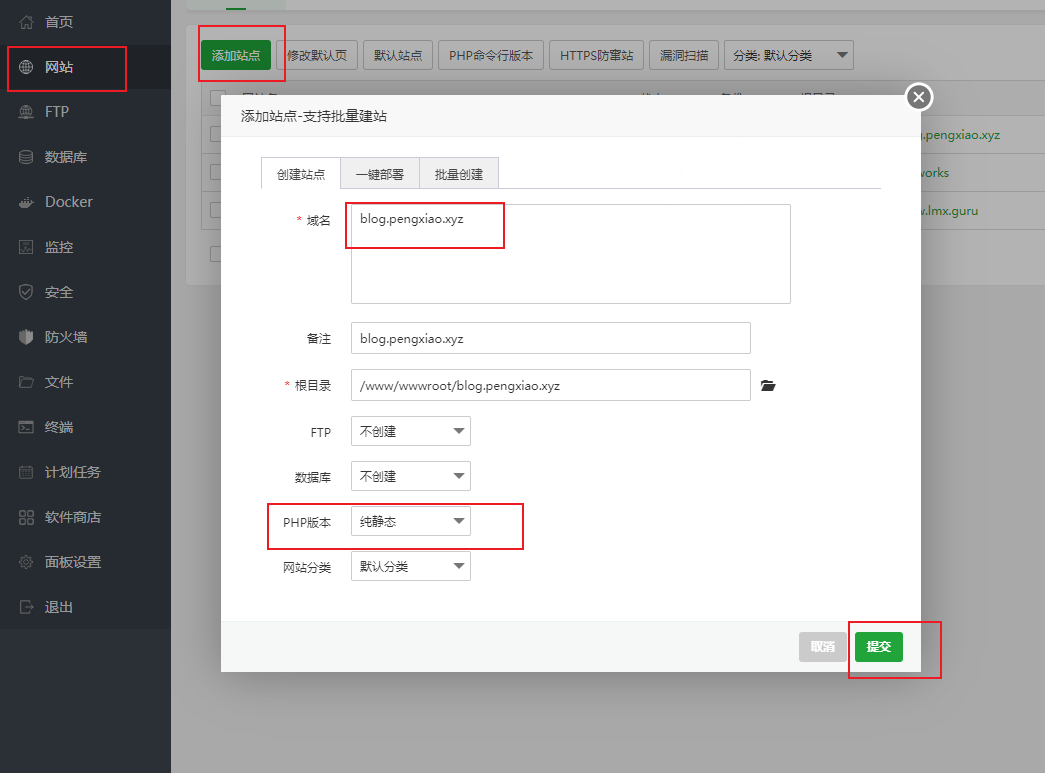 首页
网站
FTP
数据库
Docker
监控
安全
防火墙
文件
终端
计划任务
软件商店
面板设置
退出
添加站点 修改默认页 默认站点 PHP命令行版本 HTTPS防窜站 漏洞扫描 分类: 默认分类
添加站点-支持批量建站
.pengxiao.xyz
works
.lmx.guru
创建站点 一键部署 批量创建
* 域名 blog.pengxiao.xyz
备注 blog.pengxiao.xyz
* 根目录 /www/wwwroot/blog.pengxiao.xyz
FTP 不创建
数据库 不创建
PHP版本 纯静态
网站分类 默认分类
取消 提交